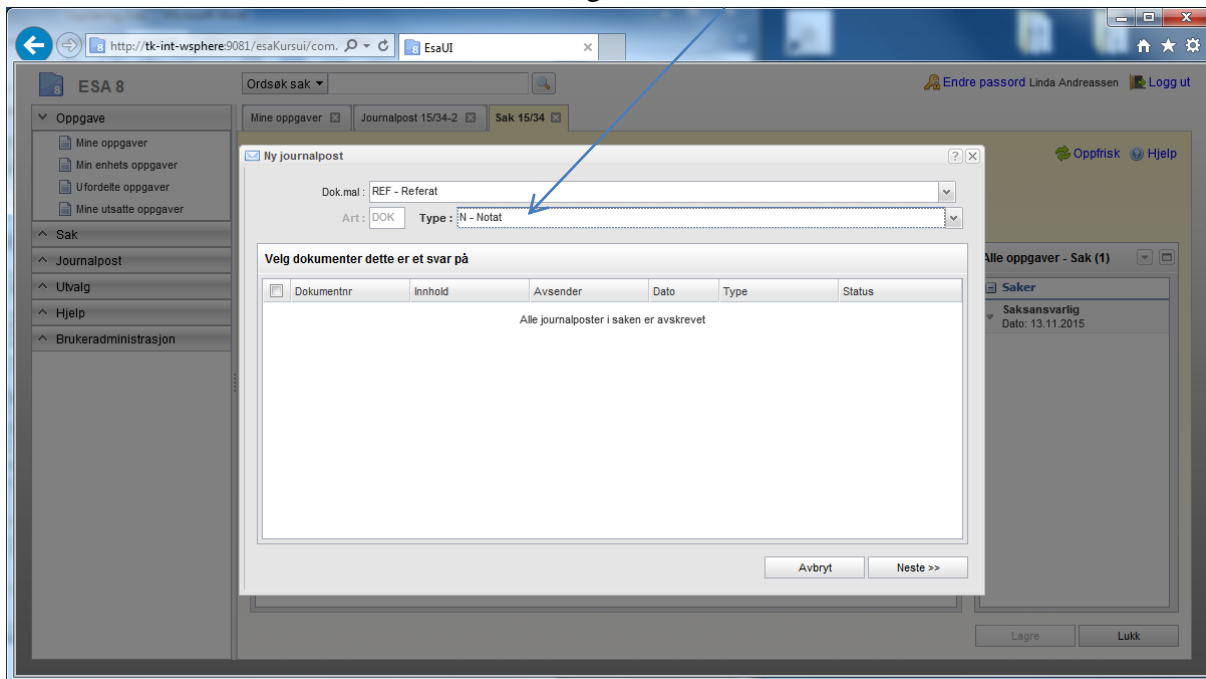 http://tk-int-wsphere:9081/esaKursui/com.
EsaUI
ESA 8
Ordsøk sak
Endre passord Linda Andreassen Logg ut
Oppgave
Mine oppgaver
Min enhets oppgaver
Ufordelte oppgaver
Mine utsatte oppgaver
Sak
Journalpost
Utvalg
Hjelp
Brukeradministrasjon
Mine oppgaver Journalpost 15/34-2 Sak 15/34
Oppfrisk Hjelp
Ny journalpost
Dok.mal : REF - Referat
Art : DOK Type : N - Notat
Velg dokumenter dette er et svar på
Dokumentnr Innhold Avsender Dato Type Status
Alle journalposter i saken er avskrevet
Avbryt Neste >>
Alle oppgaver - Sak (1)
Saker
Saksansvarlig
Dato: 13.11.2015
Lagre Lukk